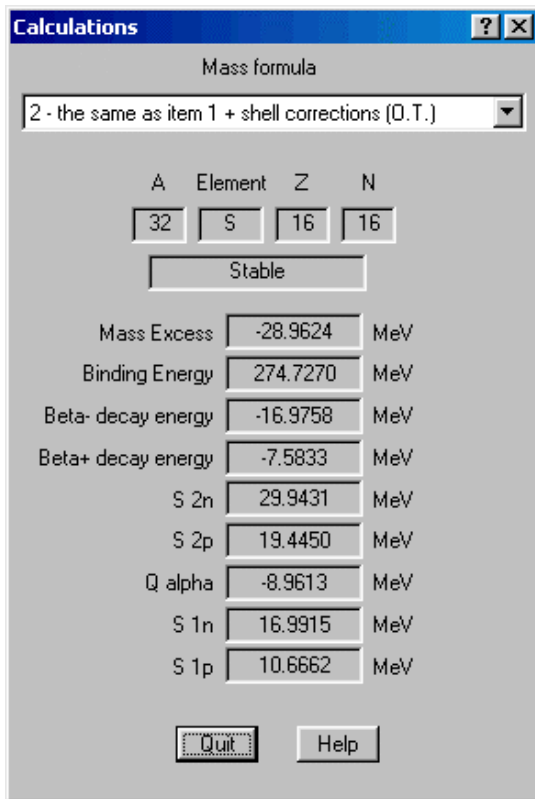 Calculations
Mass formula
2 - the same as item 1 + shell corrections (O.T.)
A Element Z N
32 S 16 16
Stable
Mass Excess -28.9624 MeV
Binding Energy 274.7270 MeV
Beta- decay energy -16.9758 MeV
Beta+ decay energy -7.5833 MeV
S 2n 29.9431 MeV
S 2p 19.4450 MeV
Q alpha -8.9613 MeV
S 1n 16.9915 MeV
S 1p 10.6662 MeV
Quit Help